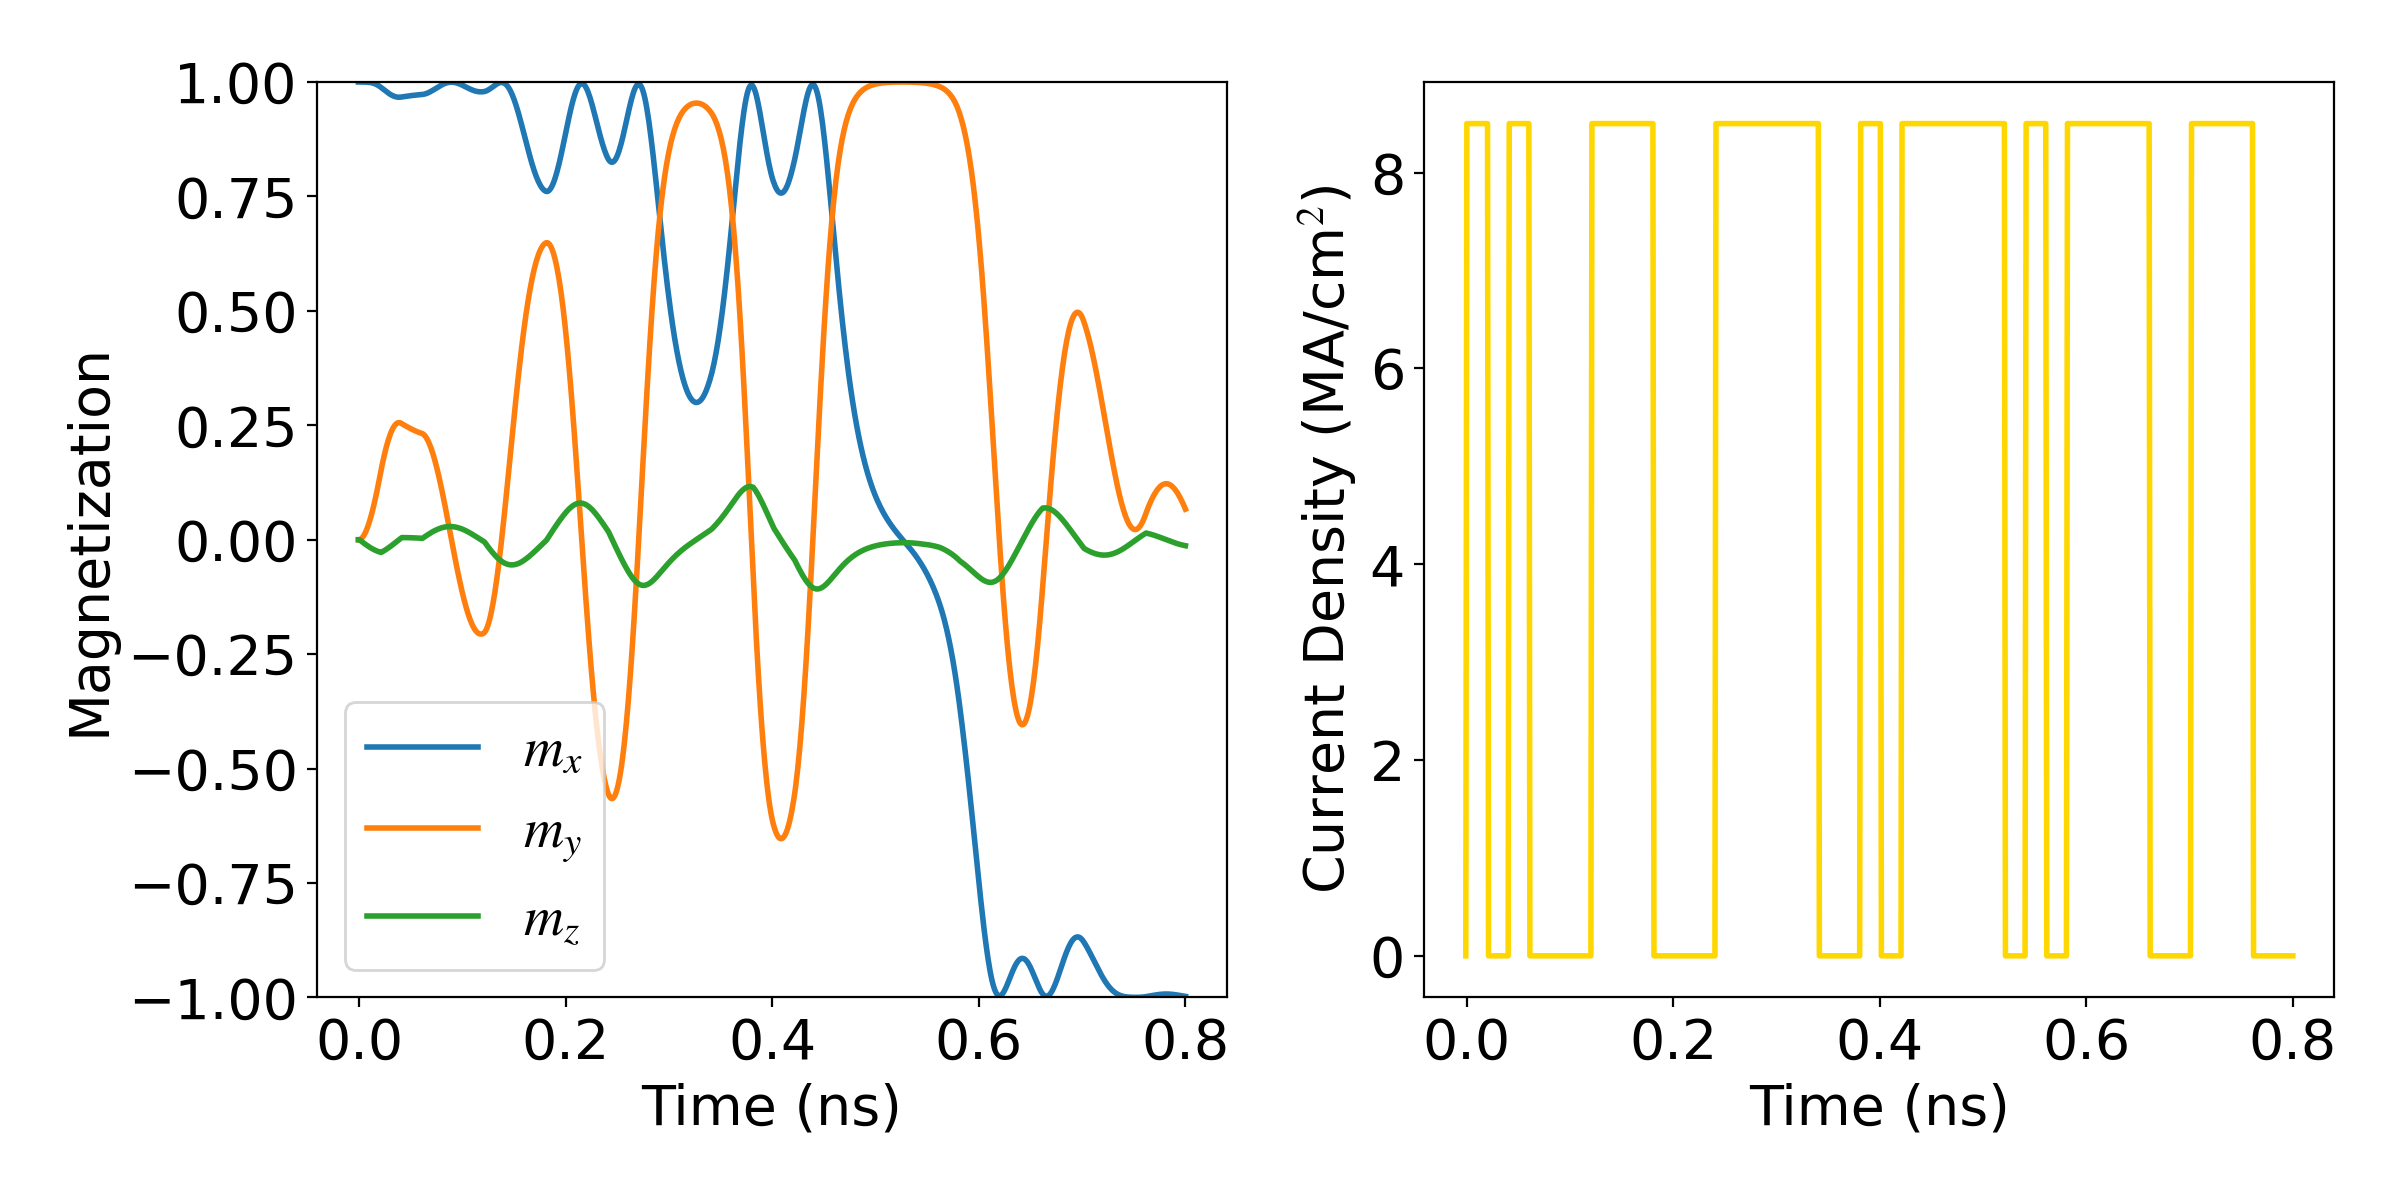 1.00
0.75
0.50
0.25
0.00
−0.25
−0.50
−0.75
−1.00
Magnetization
m_x
m_y
m_z
0.0 0.2 0.4 0.6 0.8
Time (ns)
8
6
4
2
0
Current Density (MA/cm²)
0.0 0.2 0.4 0.6 0.8
Time (ns)